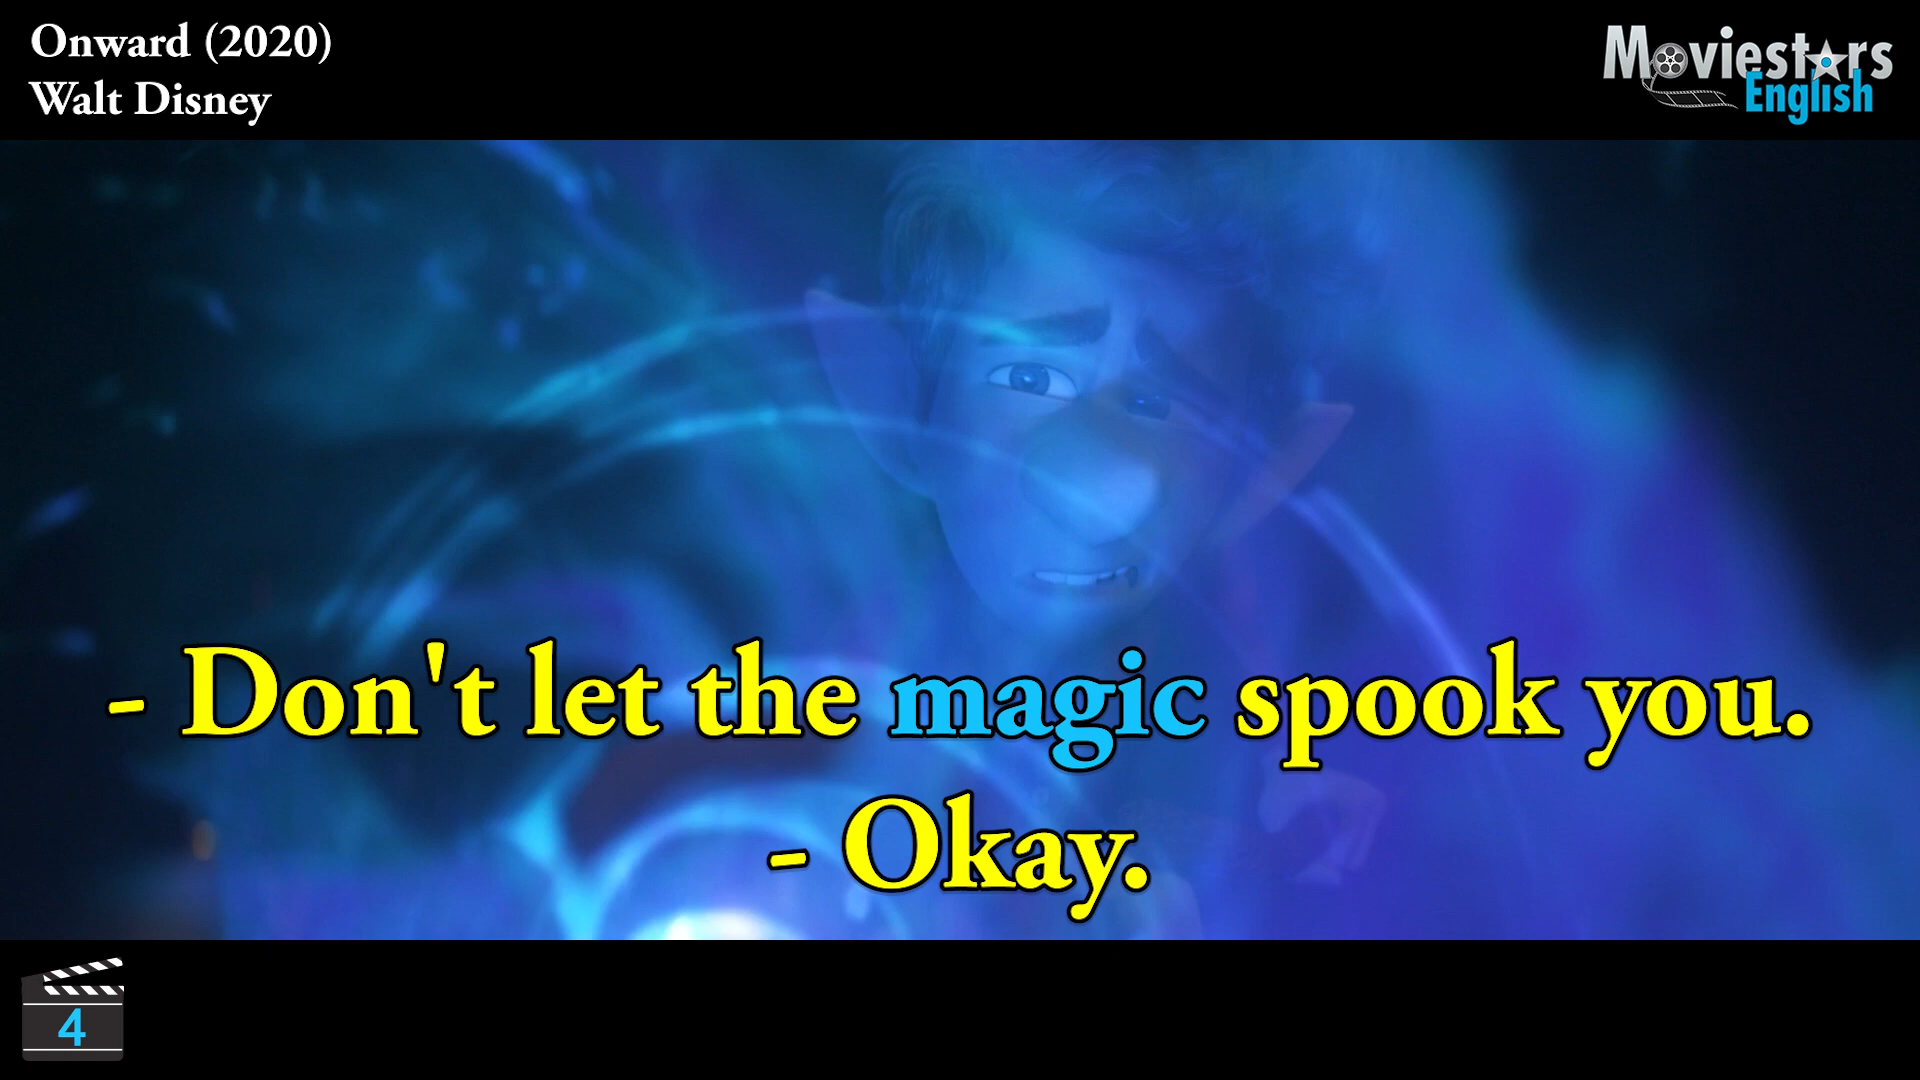 Onward (2020)
Walt Disney
Moviestars
English
- Don't let the magic spook you.
- Okay.
4